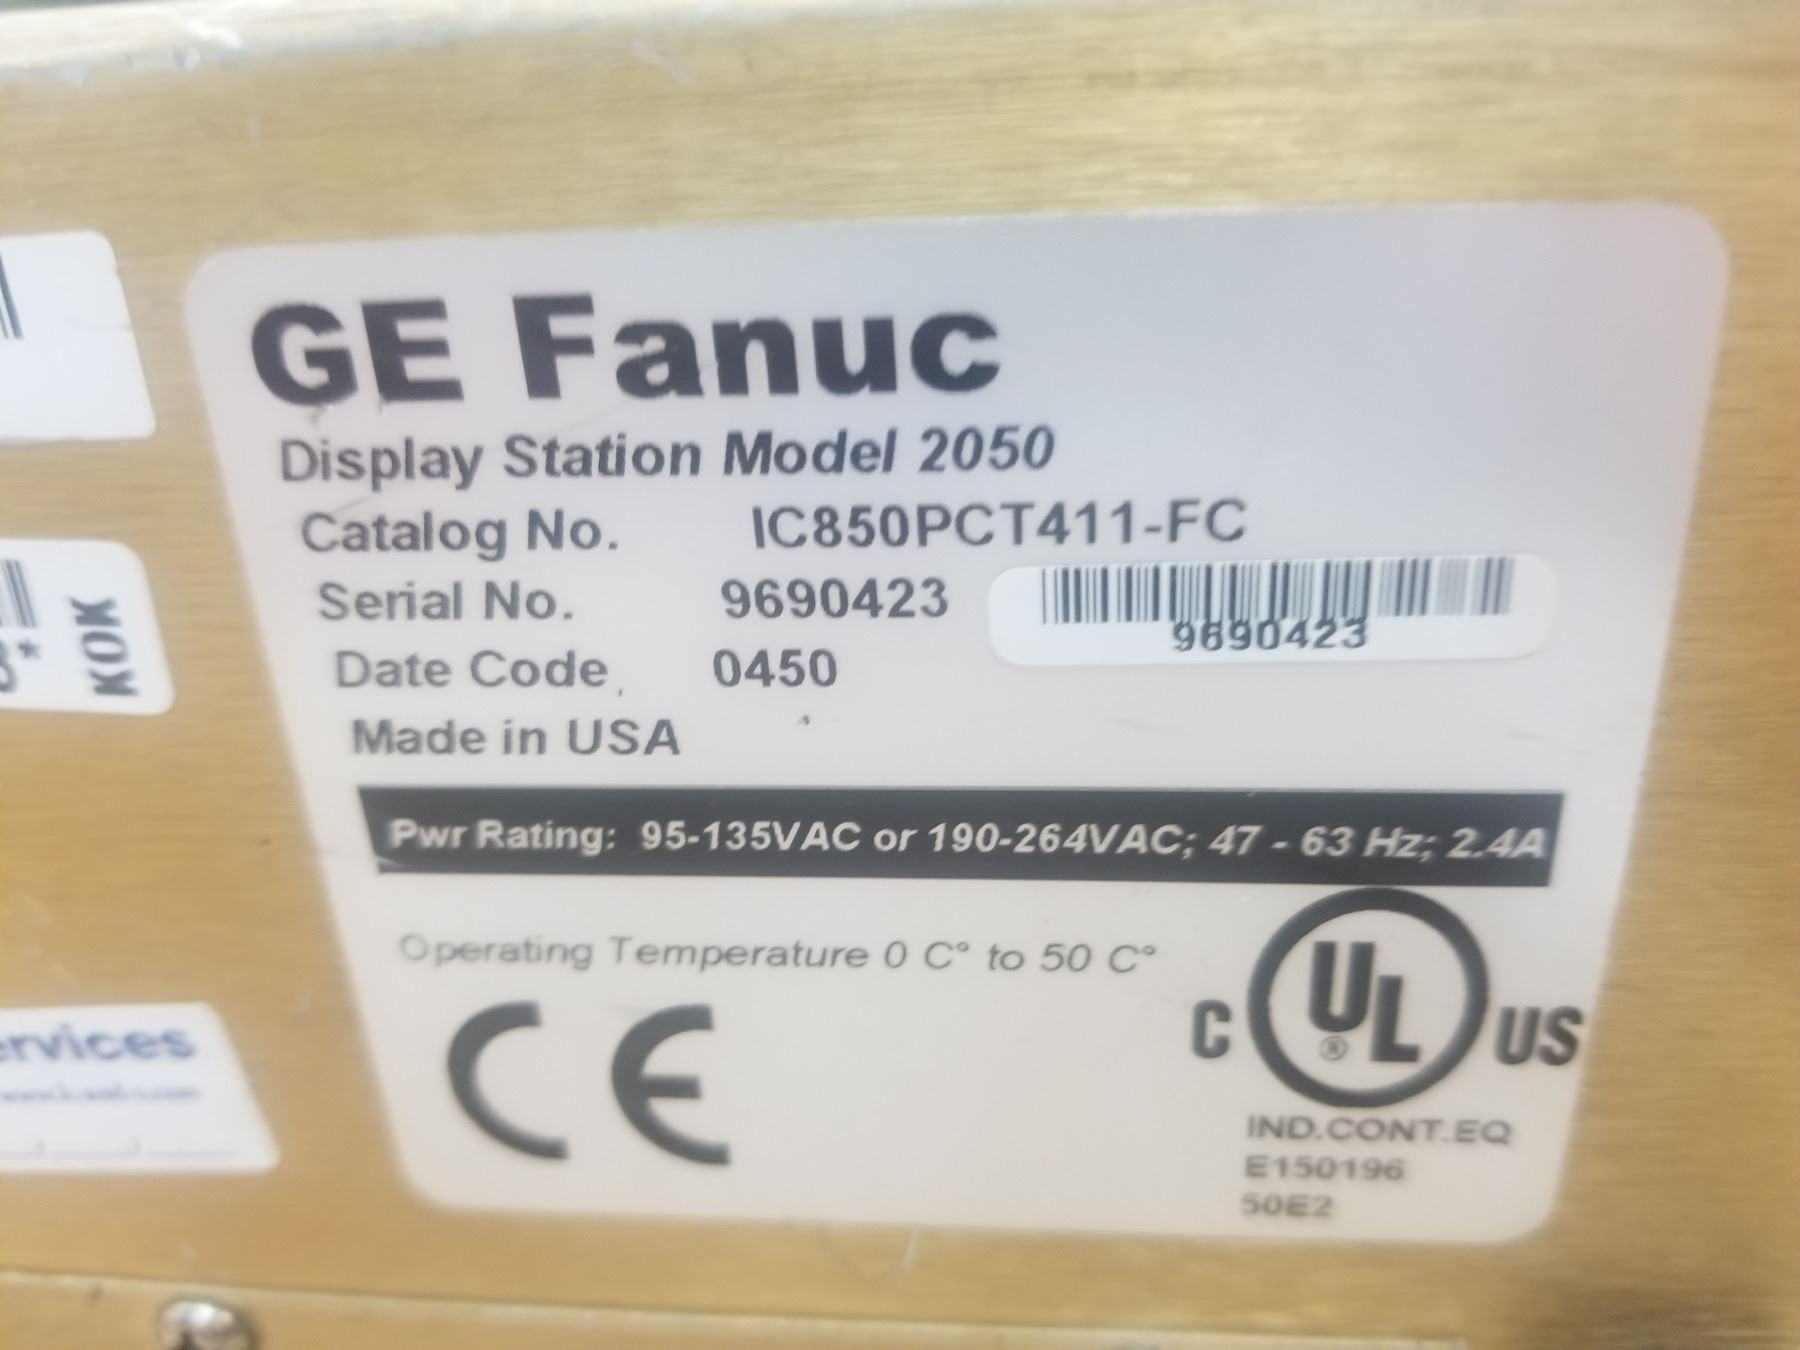 GE Fanuc
Display Station Model 2050
Catalog No. IC850PCT411-FC
Serial No. 9690423
9690423
Date Code 0450
Made in USA
Pwr Rating: 95-135VAC or 190-264VAC; 47 - 63 Hz; 2.4A
Operating Temperature 0 C° to 50 C°
CE
C UL® US
IND.CONT.EQ
E150196
50E2
*
KOK